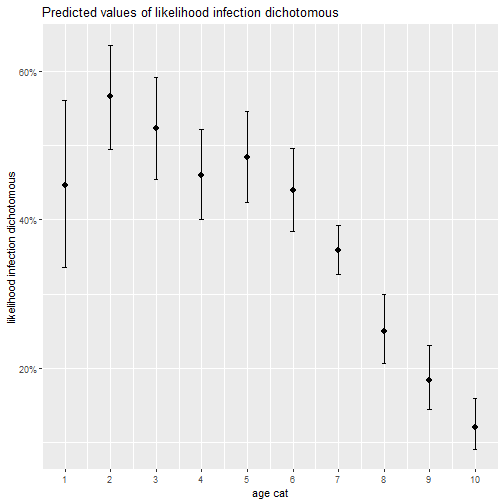 Predicted values of likelihood infection dichotomous
likelihood infection dichotomous
60%
40%
20%
1 2 3 4 5 6 7 8 9 10
age cat